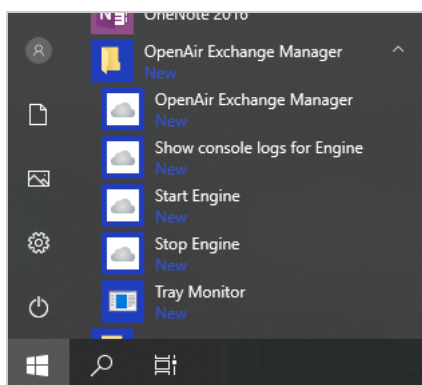 OneNote 2016
OpenAir Exchange Manager
New
OpenAir Exchange Manager
New
Show console logs for Engine
New
Start Engine
New
Stop Engine
New
Tray Monitor
New